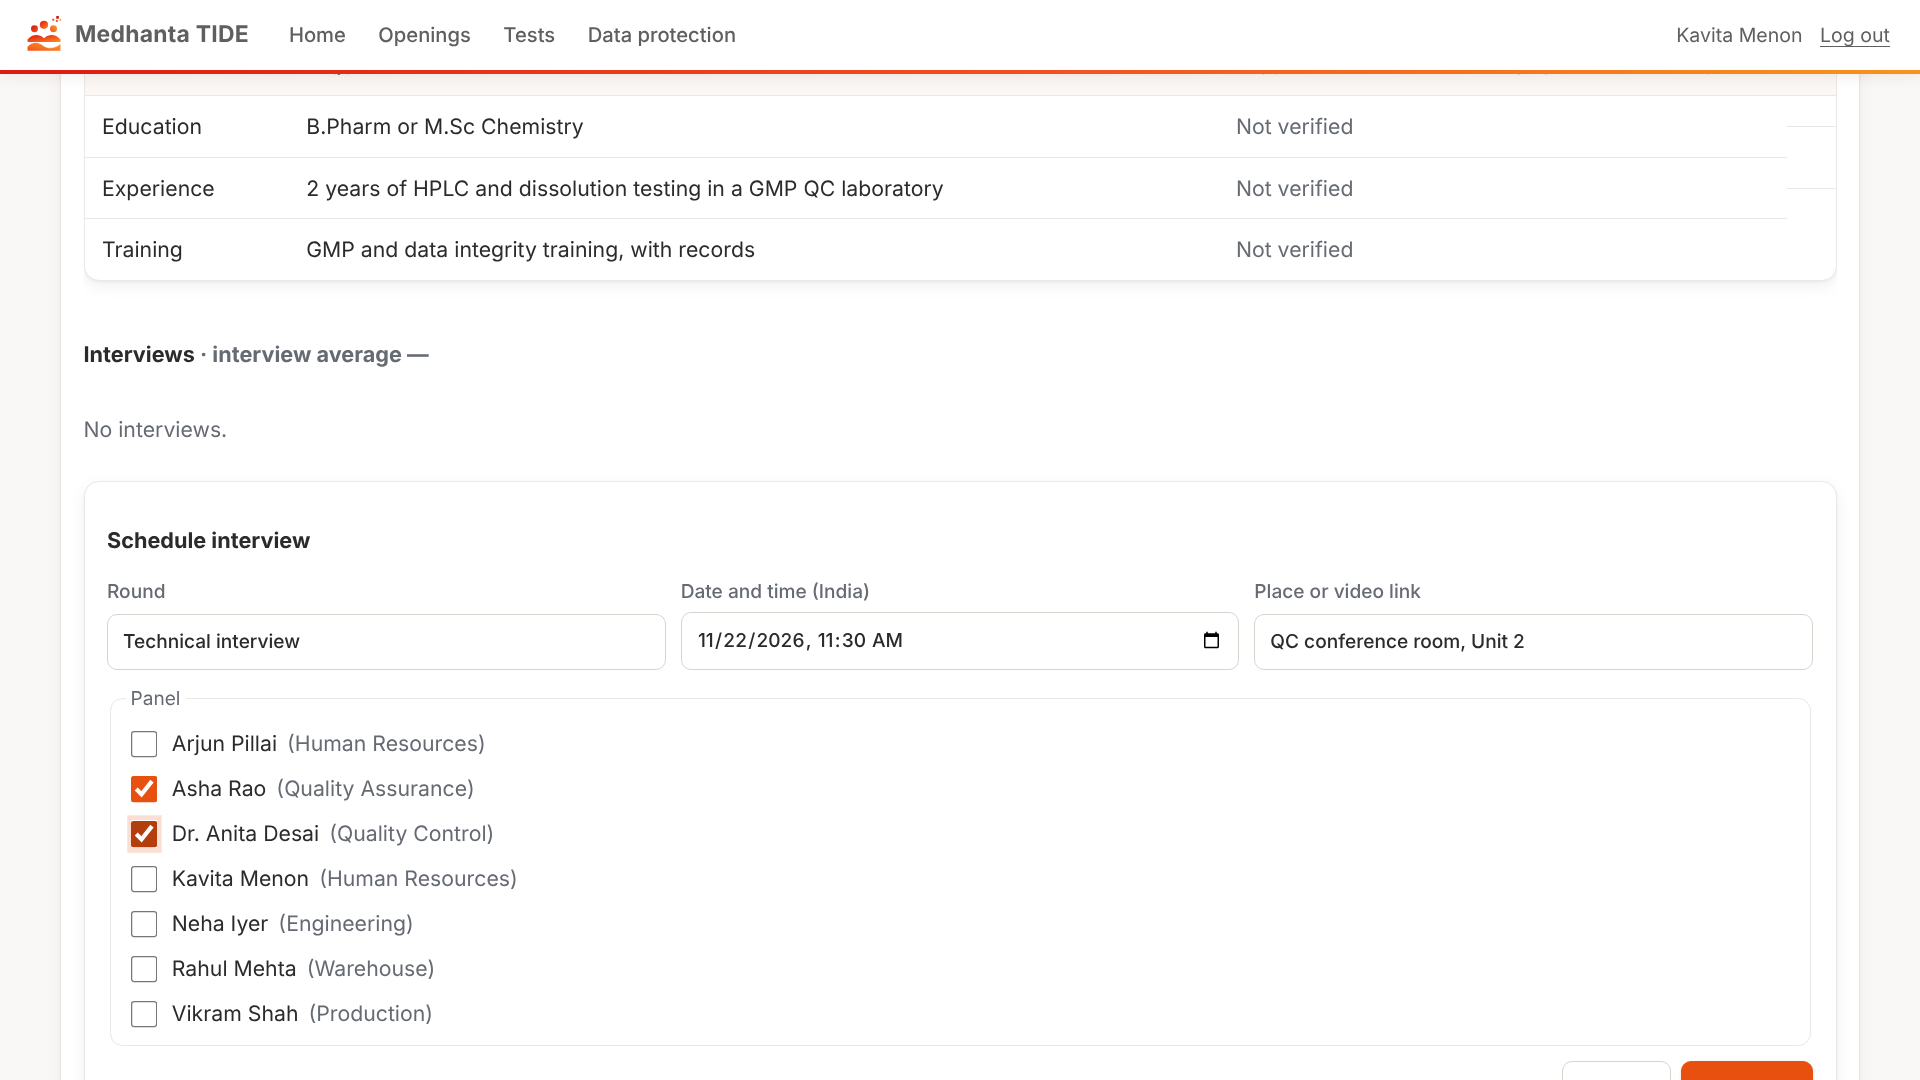 Medhanta TIDE Home Openings Tests Data protection Kavita Menon Log out
Education B.Pharm or M.Sc Chemistry Not verified
Experience 2 years of HPLC and dissolution testing in a GMP QC laboratory Not verified
Training GMP and data integrity training, with records Not verified
Interviews · interview average —
No interviews.
Schedule interview
Round Date and time (India) Place or video link
Technical interview 11/22/2026, 11:30 AM QC conference room, Unit 2
Panel
Arjun Pillai (Human Resources)
Asha Rao (Quality Assurance)
Dr. Anita Desai (Quality Control)
Kavita Menon (Human Resources)
Neha Iyer (Engineering)
Rahul Mehta (Warehouse)
Vikram Shah (Production)